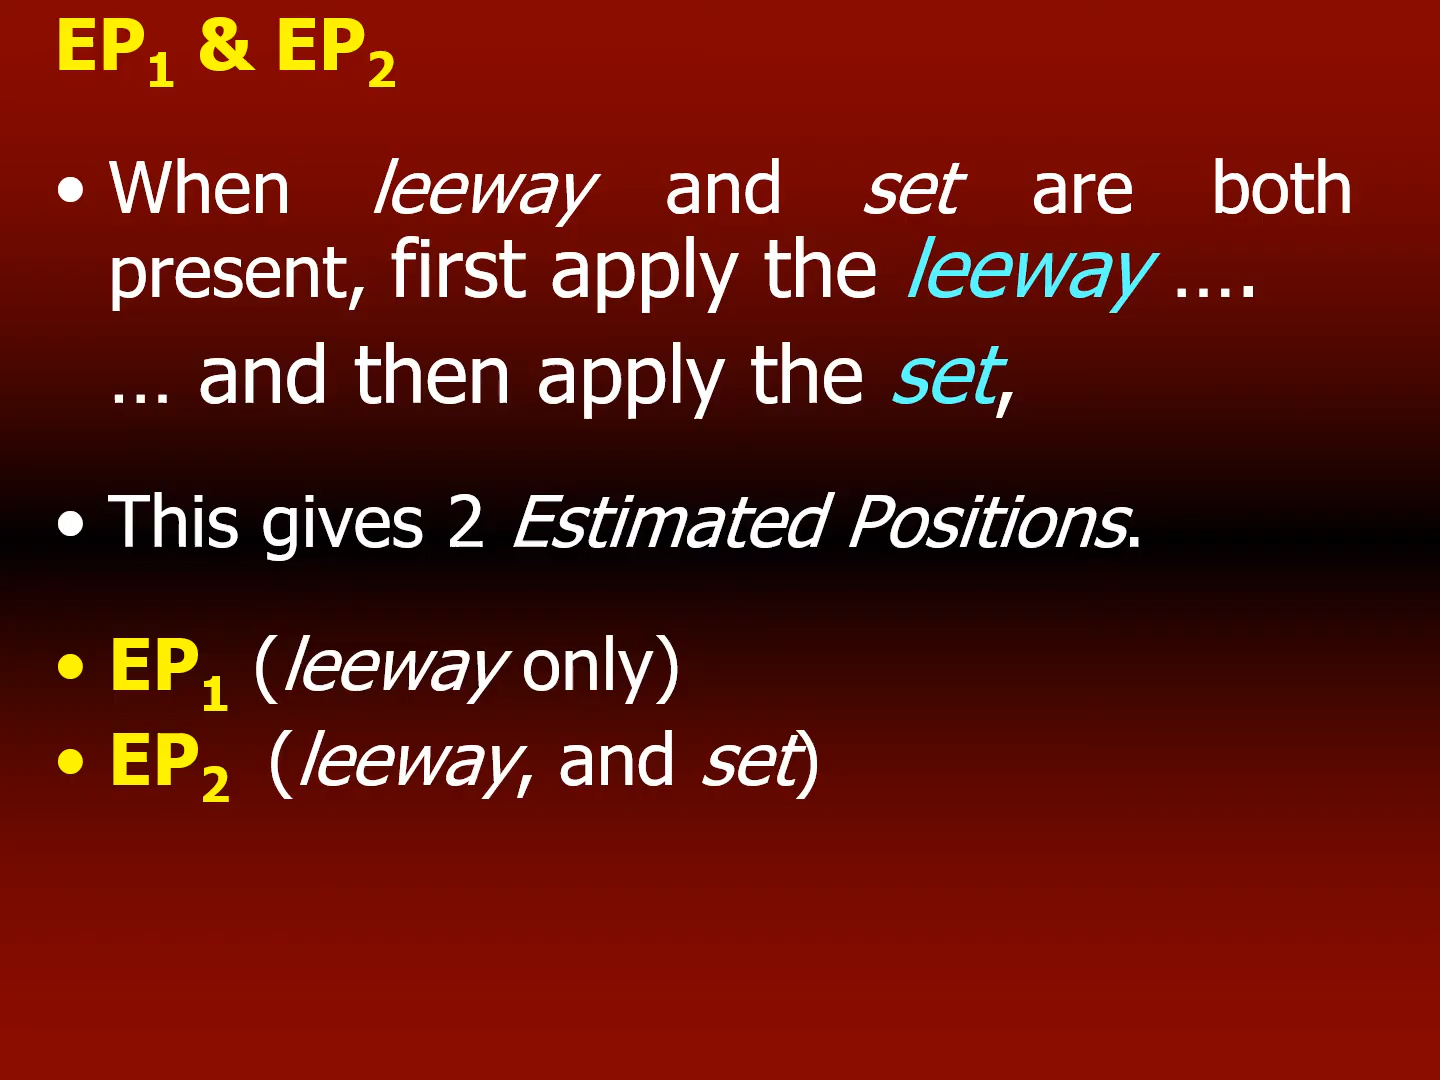 EP1 & EP2
• When leeway and set are both
present, first apply the leeway ….
… and then apply the set,
• This gives 2 Estimated Positions.
• EP1 (leeway only)
• EP2 (leeway, and set)